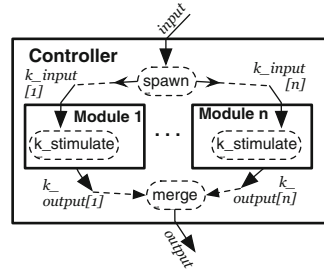 input
Controller
k_input
[1]
spawn
k_input
[n]
Module 1
Module n
k_stimulate
. . .
k_stimulate
k_
output[1]
merge
k_
output[n]
output